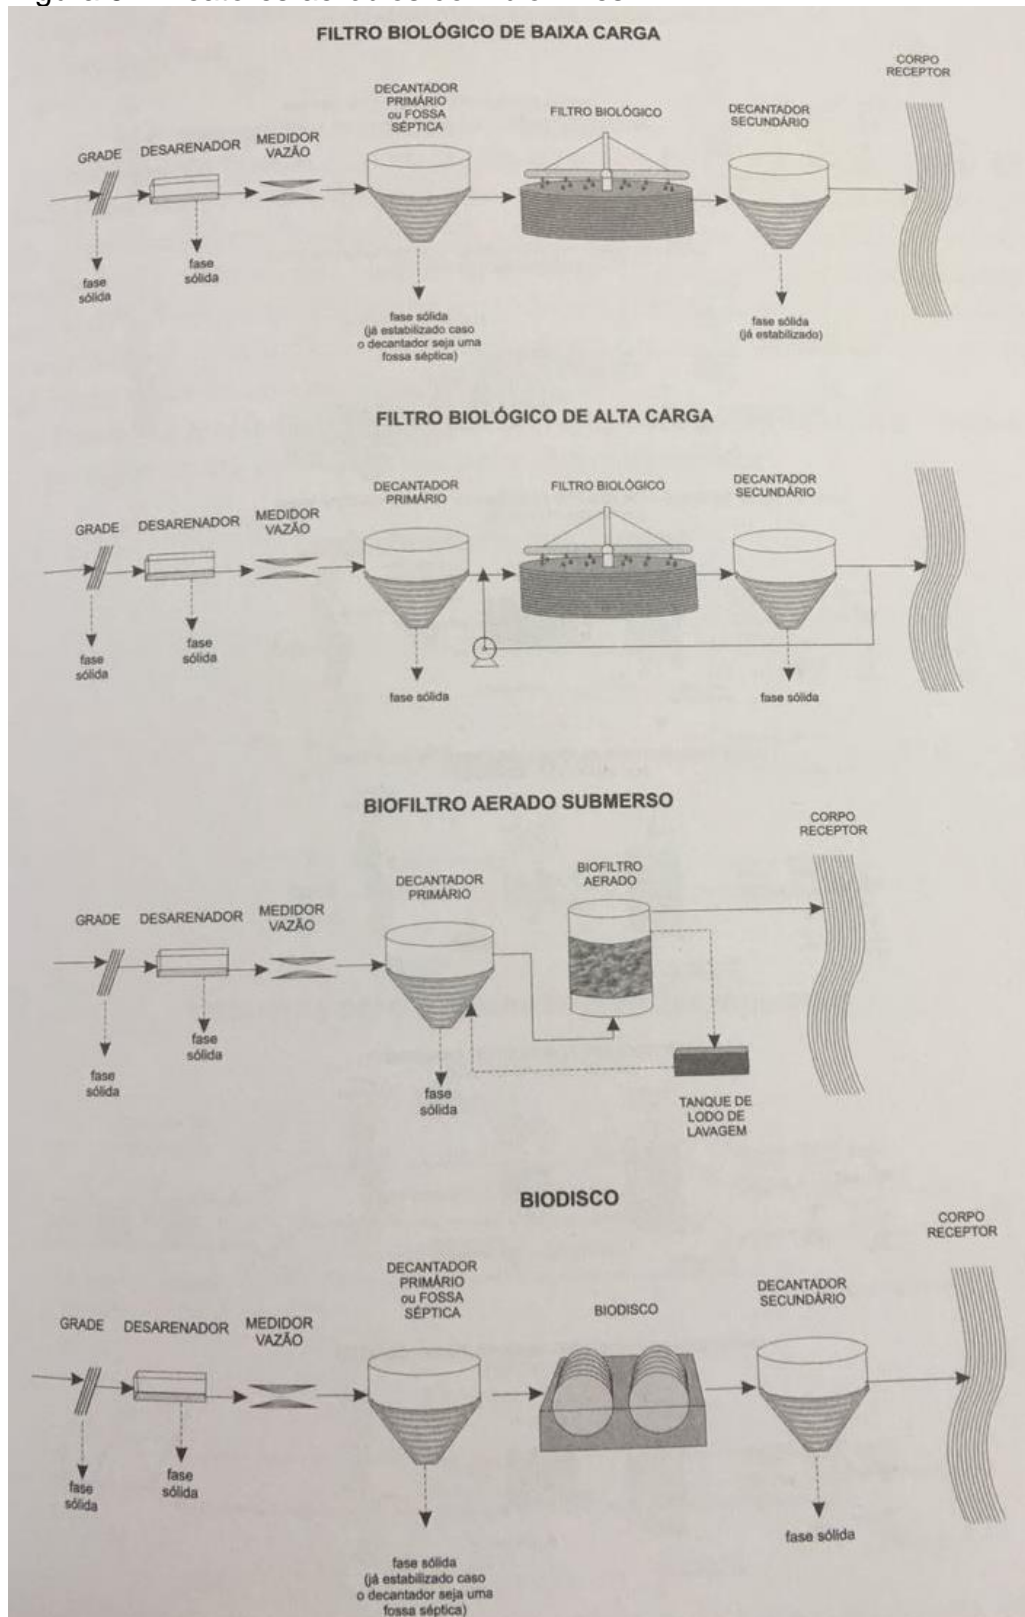 FILTRO BIOLÓGICO DE BAIXA CARGA
CORPO
RECEPTOR
DECANTADOR
PRIMÁRIO
ou FOSSA
SÉPTICA
FILTRO BIOLÓGICO
DECANTADOR
SECUNDÁRIO
GRADE
DESARENADOR
MEDIDOR
VAZÃO
fase
sólida
fase
sólida
fase sólida
(já estabilizado caso
o decantador seja uma
fossa séptica)
fase sólida
(já estabilizado)
FILTRO BIOLÓGICO DE ALTA CARGA
DECANTADOR
PRIMÁRIO
FILTRO BIOLÓGICO
DECANTADOR
SECUNDÁRIO
GRADE
DESARENADOR
MEDIDOR
VAZÃO
fase
sólida
fase
sólida
fase sólida
fase sólida
BIOFILTRO AERADO SUBMERSO
CORPO
RECEPTOR
DECANTADOR
PRIMÁRIO
BIOFILTRO
AERADO
GRADE
DESARENADOR
MEDIDOR
VAZÃO
fase
sólida
fase
sólida
fase
sólida
TANQUE DE
LODO DE
LAVAGEM
BIODISCO
CORPO
RECEPTOR
DECANTADOR
PRIMÁRIO
ou FOSSA
SÉPTICA
BIODISCO
DECANTADOR
SECUNDÁRIO
GRADE
DESARENADOR
MEDIDOR
VAZÃO
fase
sólida
fase
sólida
fase sólida
(já estabilizado caso
o decantador seja uma
fossa séptica)
fase sólida